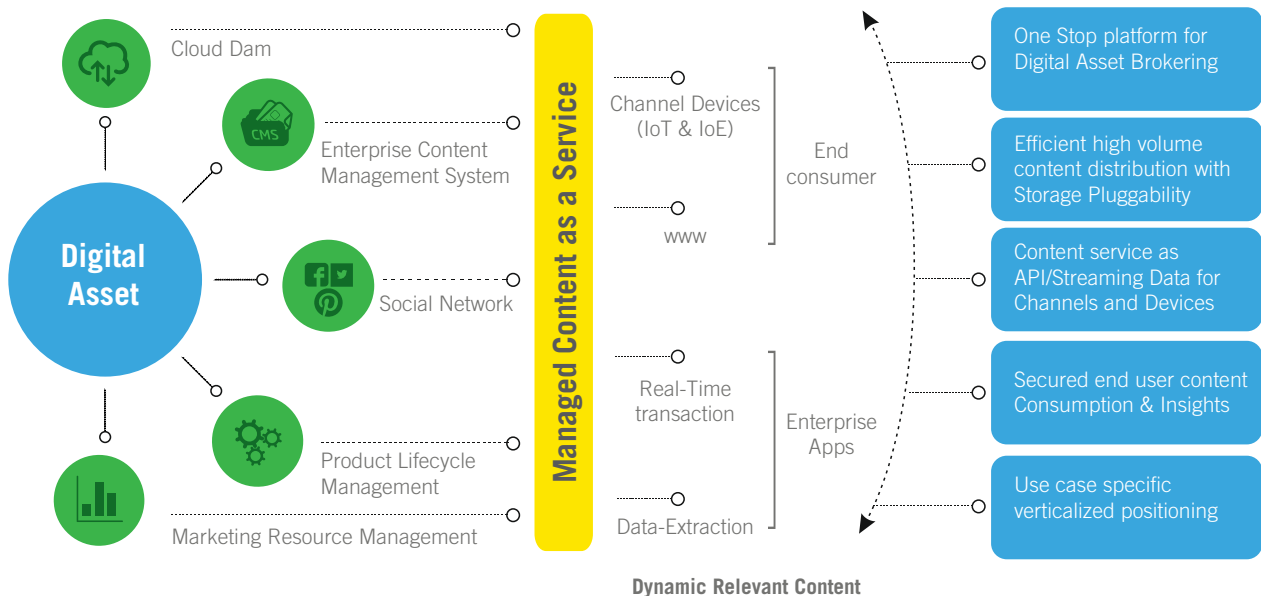 Cloud Dam
CMS
Enterprise Content
Management System
Digital
Asset
Social Network
Product Lifecycle
Management
Marketing Resource Management
Managed Content as a Service
Channel Devices
(IoT & IoE)
www
End
consumer
Real-Time
transaction
Data-Extraction
Enterprise
Apps
Dynamic Relevant Content
One Stop platform for
Digital Asset Brokering
Efficient high volume
content distribution with
Storage Pluggability
Content service as
API/Streaming Data for
Channels and Devices
Secured end user content
Consumption & Insights
Use case specific
verticalized positioning